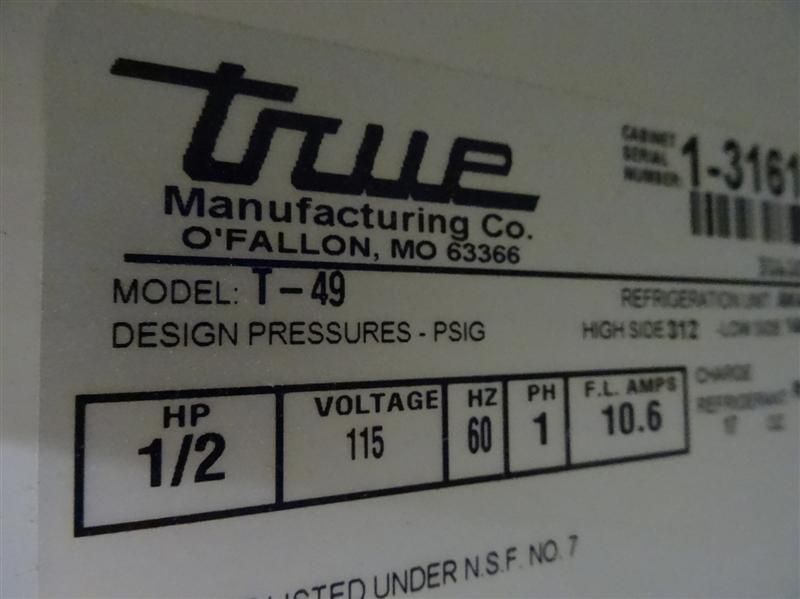 true
Manufacturing Co.
O'FALLON, MO 63366
CABINET
SERIAL
NUMBER: 1-3161
MODEL: T-49
REFRIGERATION UNIT
DESIGN PRESSURES - PSIG HIGH SIDE 312 -LOW SIDE
HP VOLTAGE HZ PH F.L. AMPS
1/2 115 60 1 10.6
CHARGE
REFRIGERANT
LISTED UNDER N.S.F. NO. 7